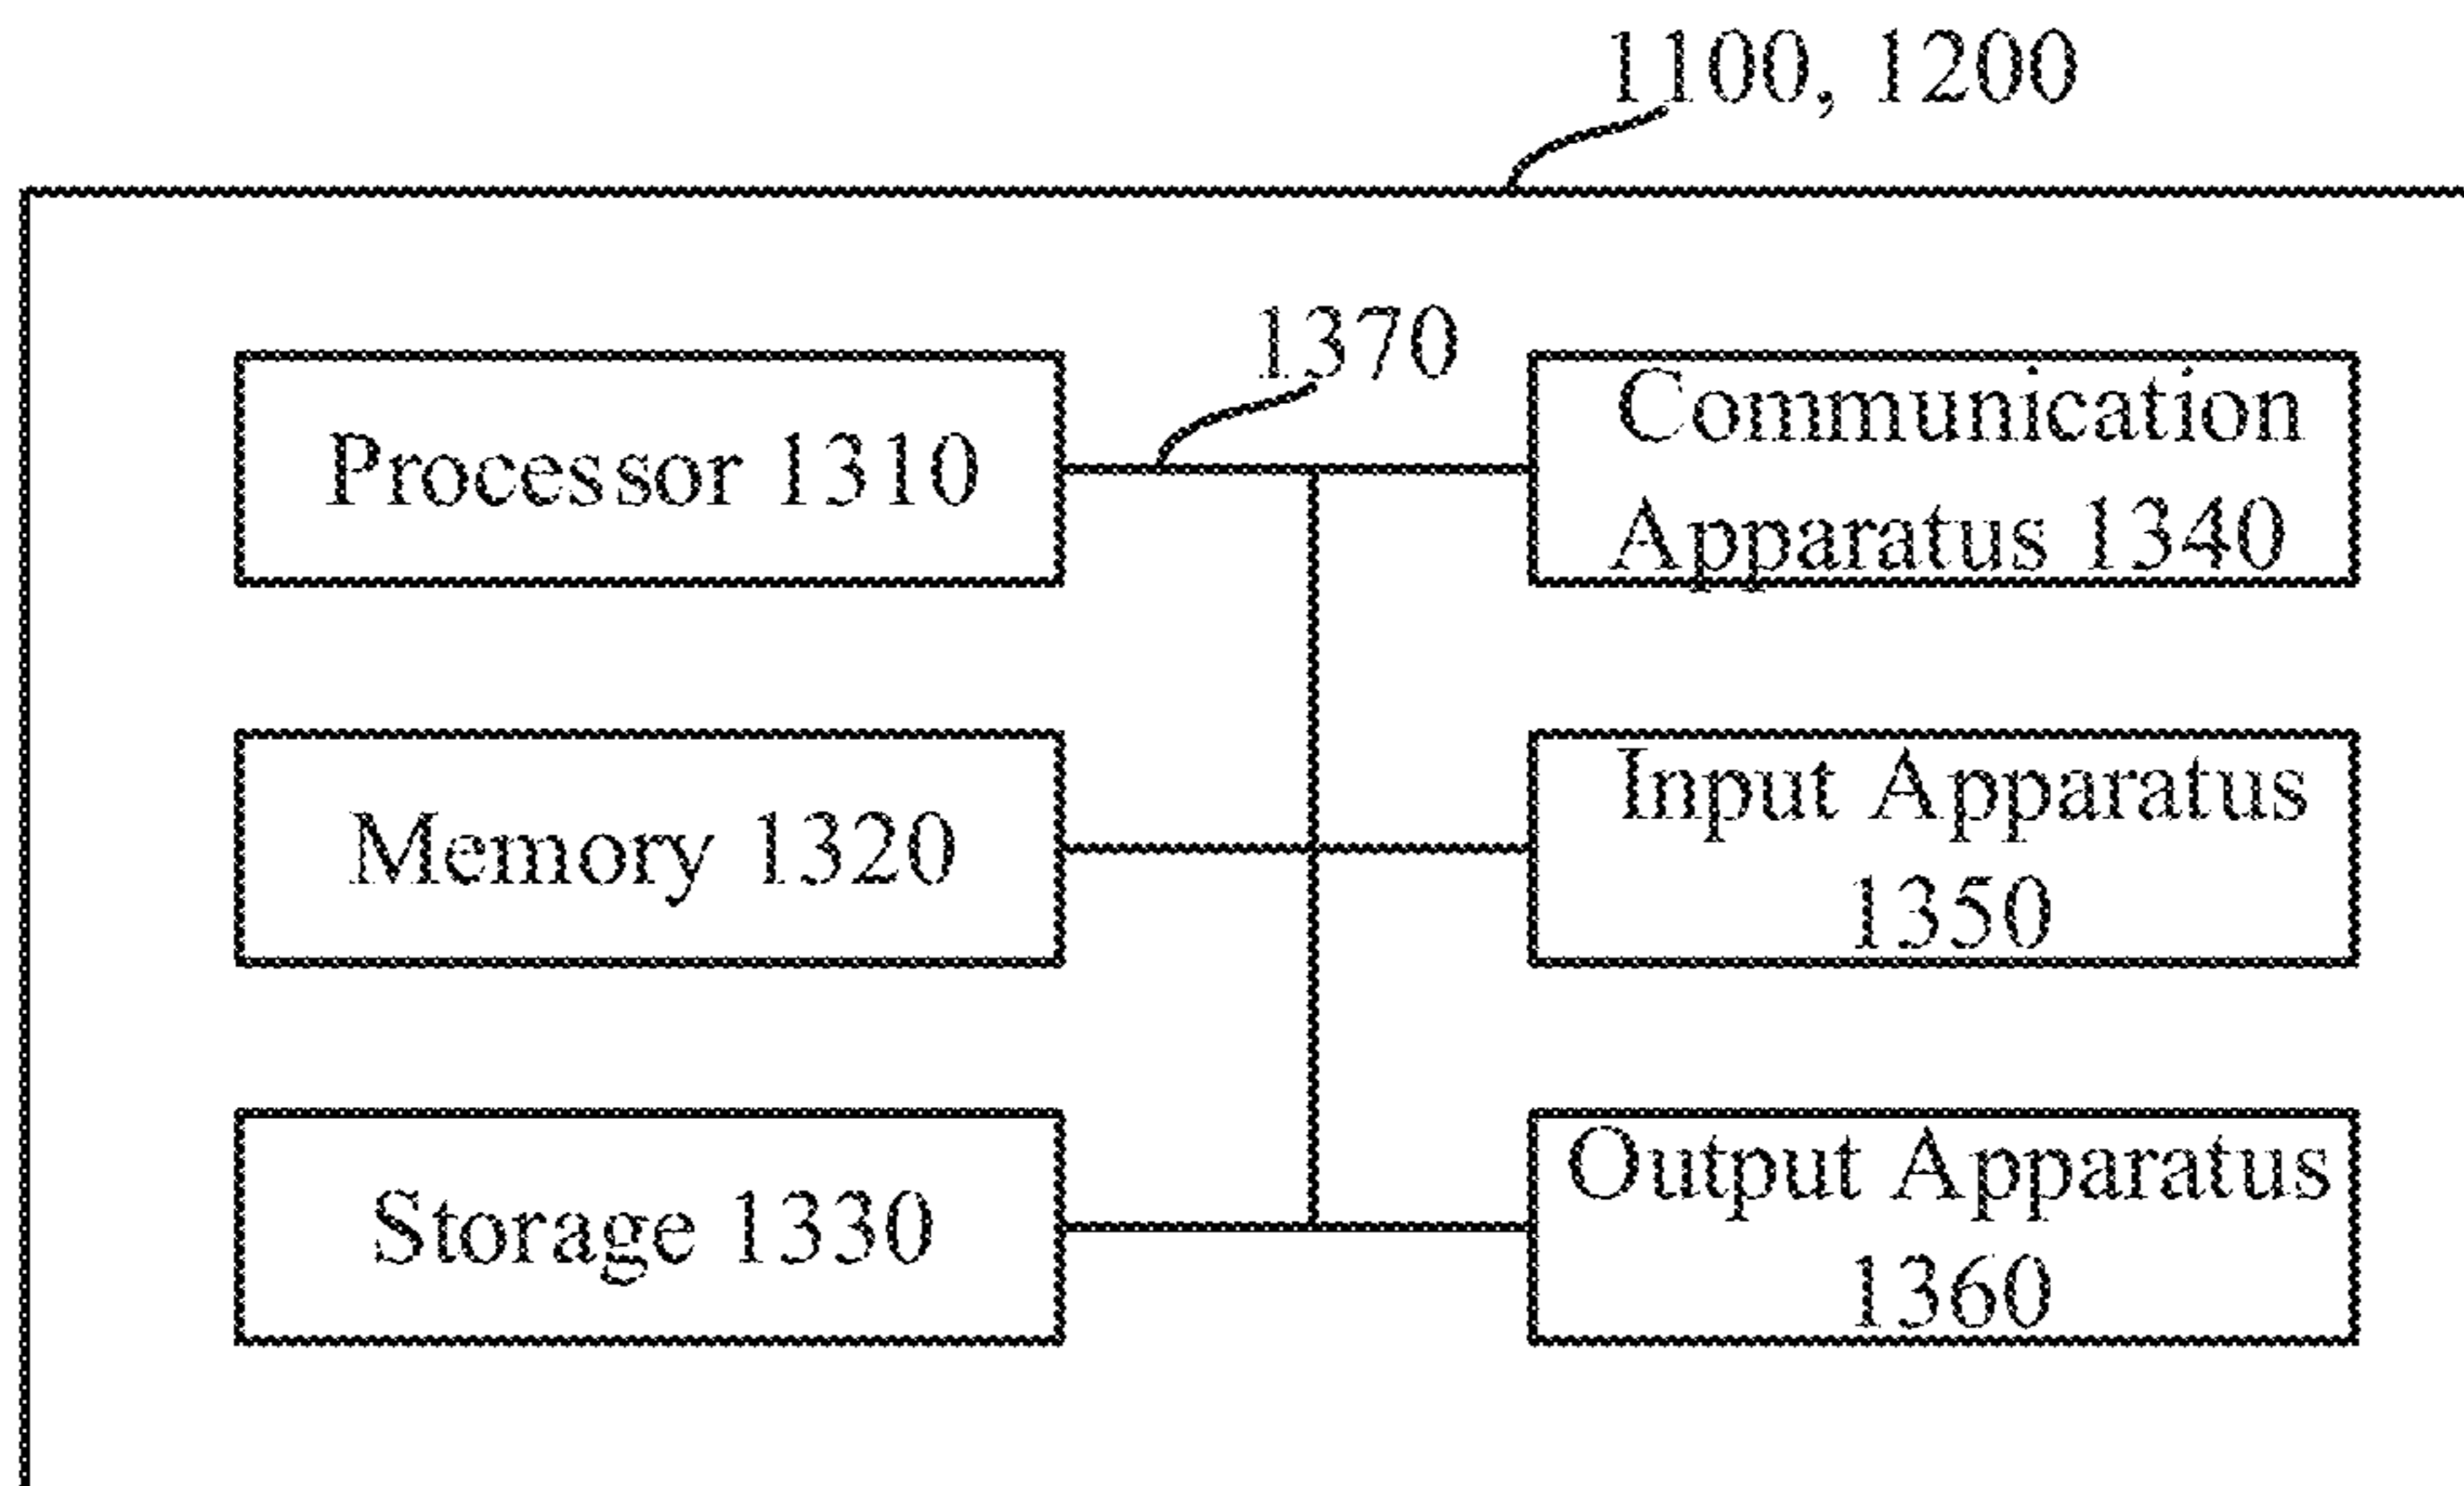 1100, 1200
1370
Processor 1310
Communication
Apparatus 1340
Memory 1320
Input Apparatus
1350
Storage 1330
Output Apparatus
1360